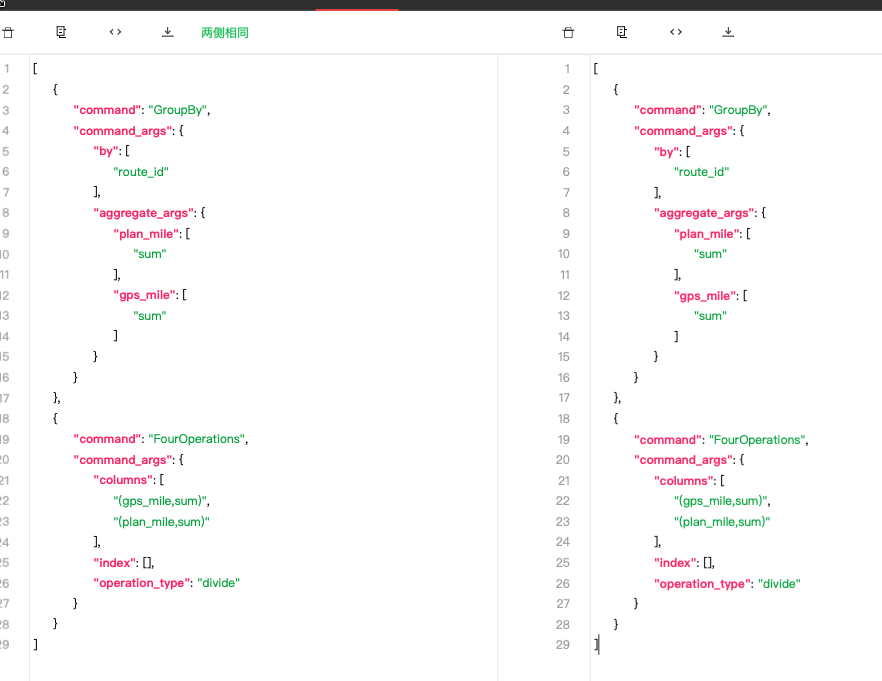 两侧相同
1 [
2 {
3 "command": "GroupBy",
4 "command_args": {
5 "by": [
6 "route_id"
7 ],
8 "aggregate_args": {
9 "plan_mile": [
10 "sum"
11 ],
12 "gps_mile": [
13 "sum"
14 ]
15 }
16 }
17 },
18 {
19 "command": "FourOperations",
20 "command_args": {
21 "columns": [
22 "(gps_mile,sum)",
23 "(plan_mile,sum)"
24 ],
25 "index": [],
26 "operation_type": "divide"
27 }
28 }
29 ]
1 [
2 {
3 "command": "GroupBy",
4 "command_args": {
5 "by": [
6 "route_id"
7 ],
8 "aggregate_args": {
9 "plan_mile": [
10 "sum"
11 ],
12 "gps_mile": [
13 "sum"
14 ]
15 }
16 }
17 },
18 {
19 "command": "FourOperations",
20 "command_args": {
21 "columns": [
22 "(gps_mile,sum)",
23 "(plan_mile,sum)"
24 ],
25 "index": [],
26 "operation_type": "divide"
27 }
28 }
29 ]